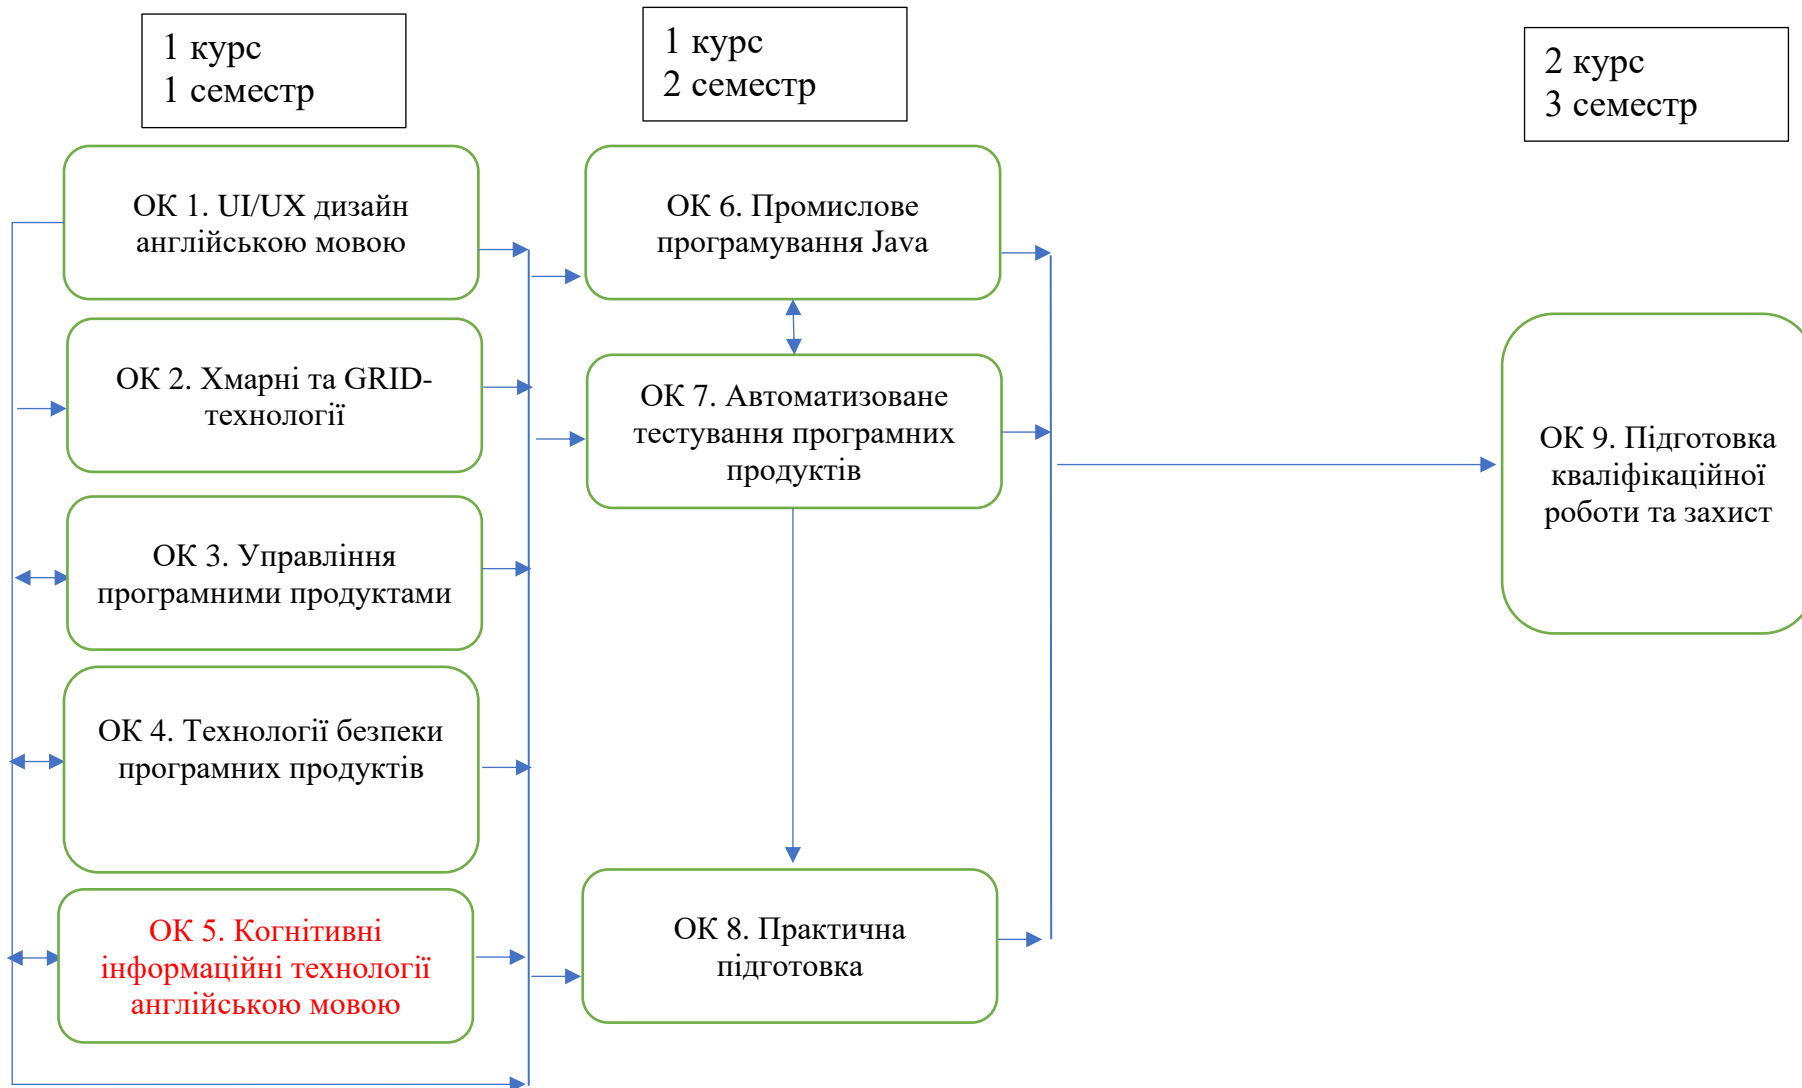 1 курс
1 семестр
1 курс
2 семестр
2 курс
3 семестр
ОК 1. UI/UX дизайн
англійською мовою
ОК 2. Хмарні та GRID-
технології
ОК 3. Управління
програмними продуктами
ОК 4. Технології безпеки
програмних продуктів
ОК 5. Когнітивні
інформаційні технології
англійською мовою
ОК 6. Промислове
програмування Java
ОК 7. Автоматизоване
тестування програмних
продуктів
ОК 8. Практична
підготовка
ОК 9. Підготовка
кваліфікаційної
роботи та захист